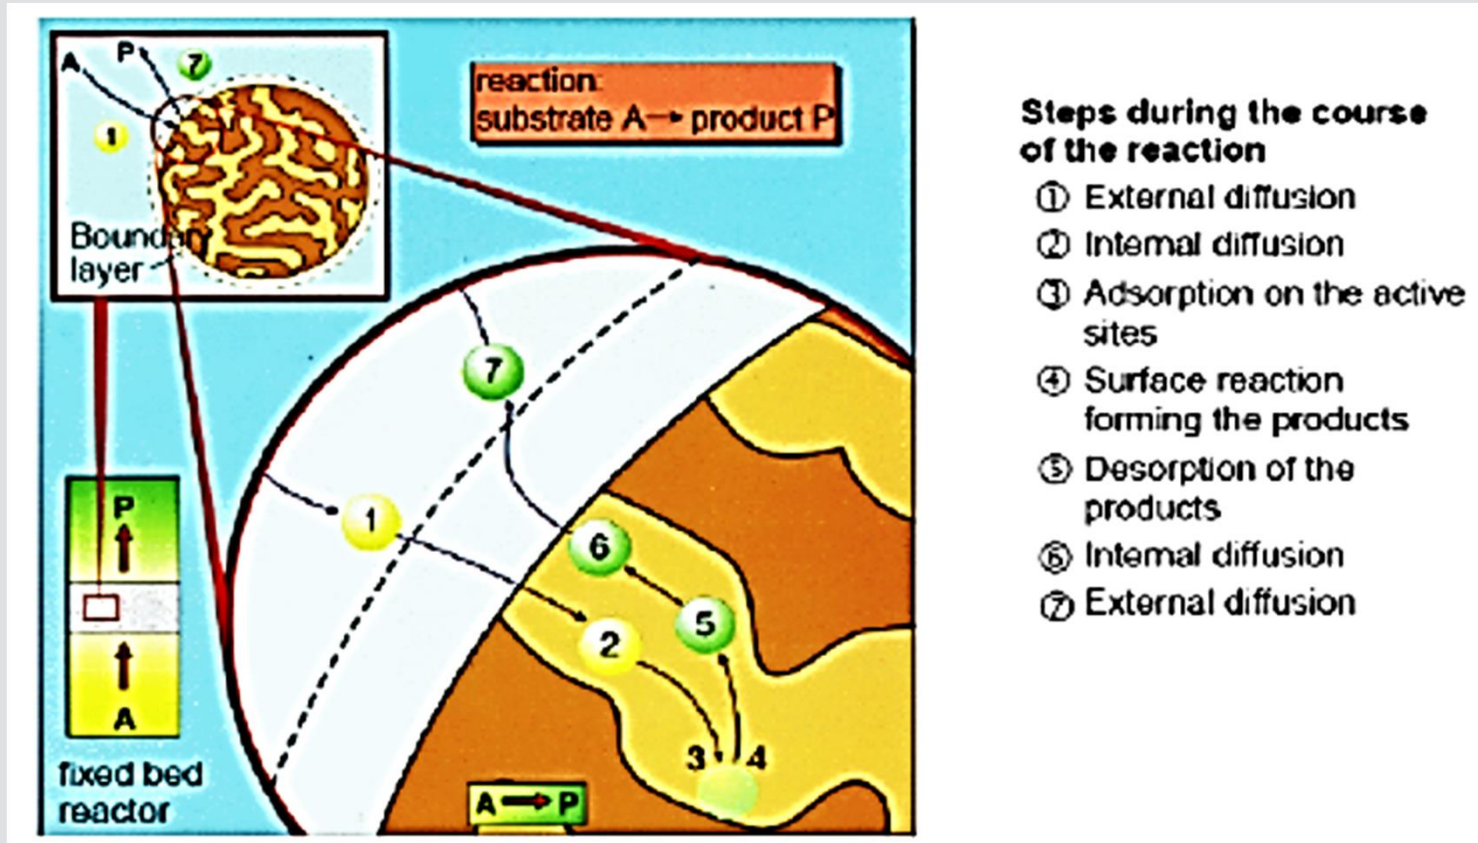 A
P
7
1
Boundary
layer
reaction:
substrate A→ product P
7
1
6
5
2
3 4
P
A
fixed bed
reactor
A → P
Steps during the course
of the reaction
① External diffusion
② Internal diffusion
③ Adsorption on the active
sites
④ Surface reaction
forming the products
⑤ Desorption of the
products
⑥ Internal diffusion
⑦ External diffusion